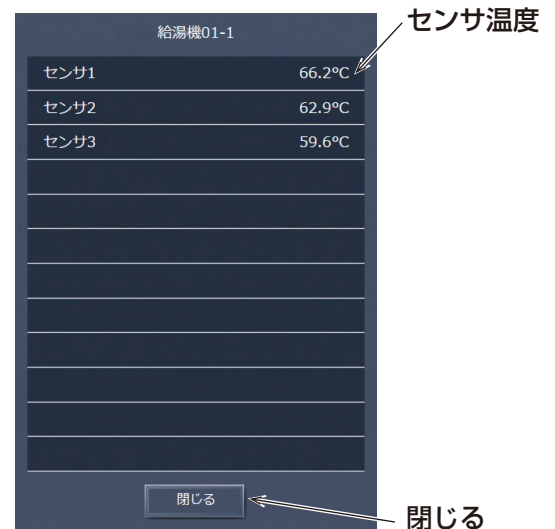 給湯機01-1
センサ温度
センサ1 66.2°C
センサ2 62.9°C
センサ3 59.6°C
閉じる
閉じる